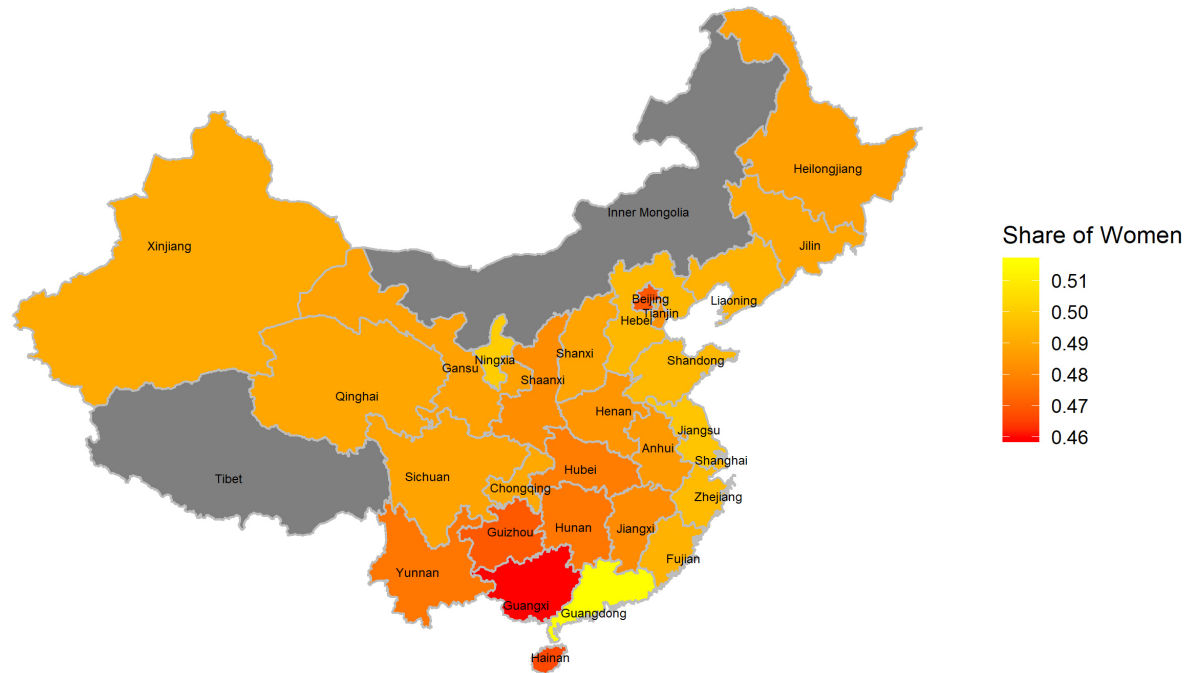 Heilongjiang
Inner Mongolia
Xinjiang
Jilin
Share of Women
0.51
0.50
0.49
0.48
0.47
0.46
Beijing
Liaoning
Tianjin
Hebei
Shanxi
Ningxia
Shandong
Gansu
Shaanxi
Qinghai
Henan
Jiangsu
Anhui
Shanghai
Hubei
Sichuan
Tibet
Chongqing
Zhejiang
Guizhou
Hunan
Jiangxi
Fujian
Yunnan
Guangxi
Guangdong
Hainan